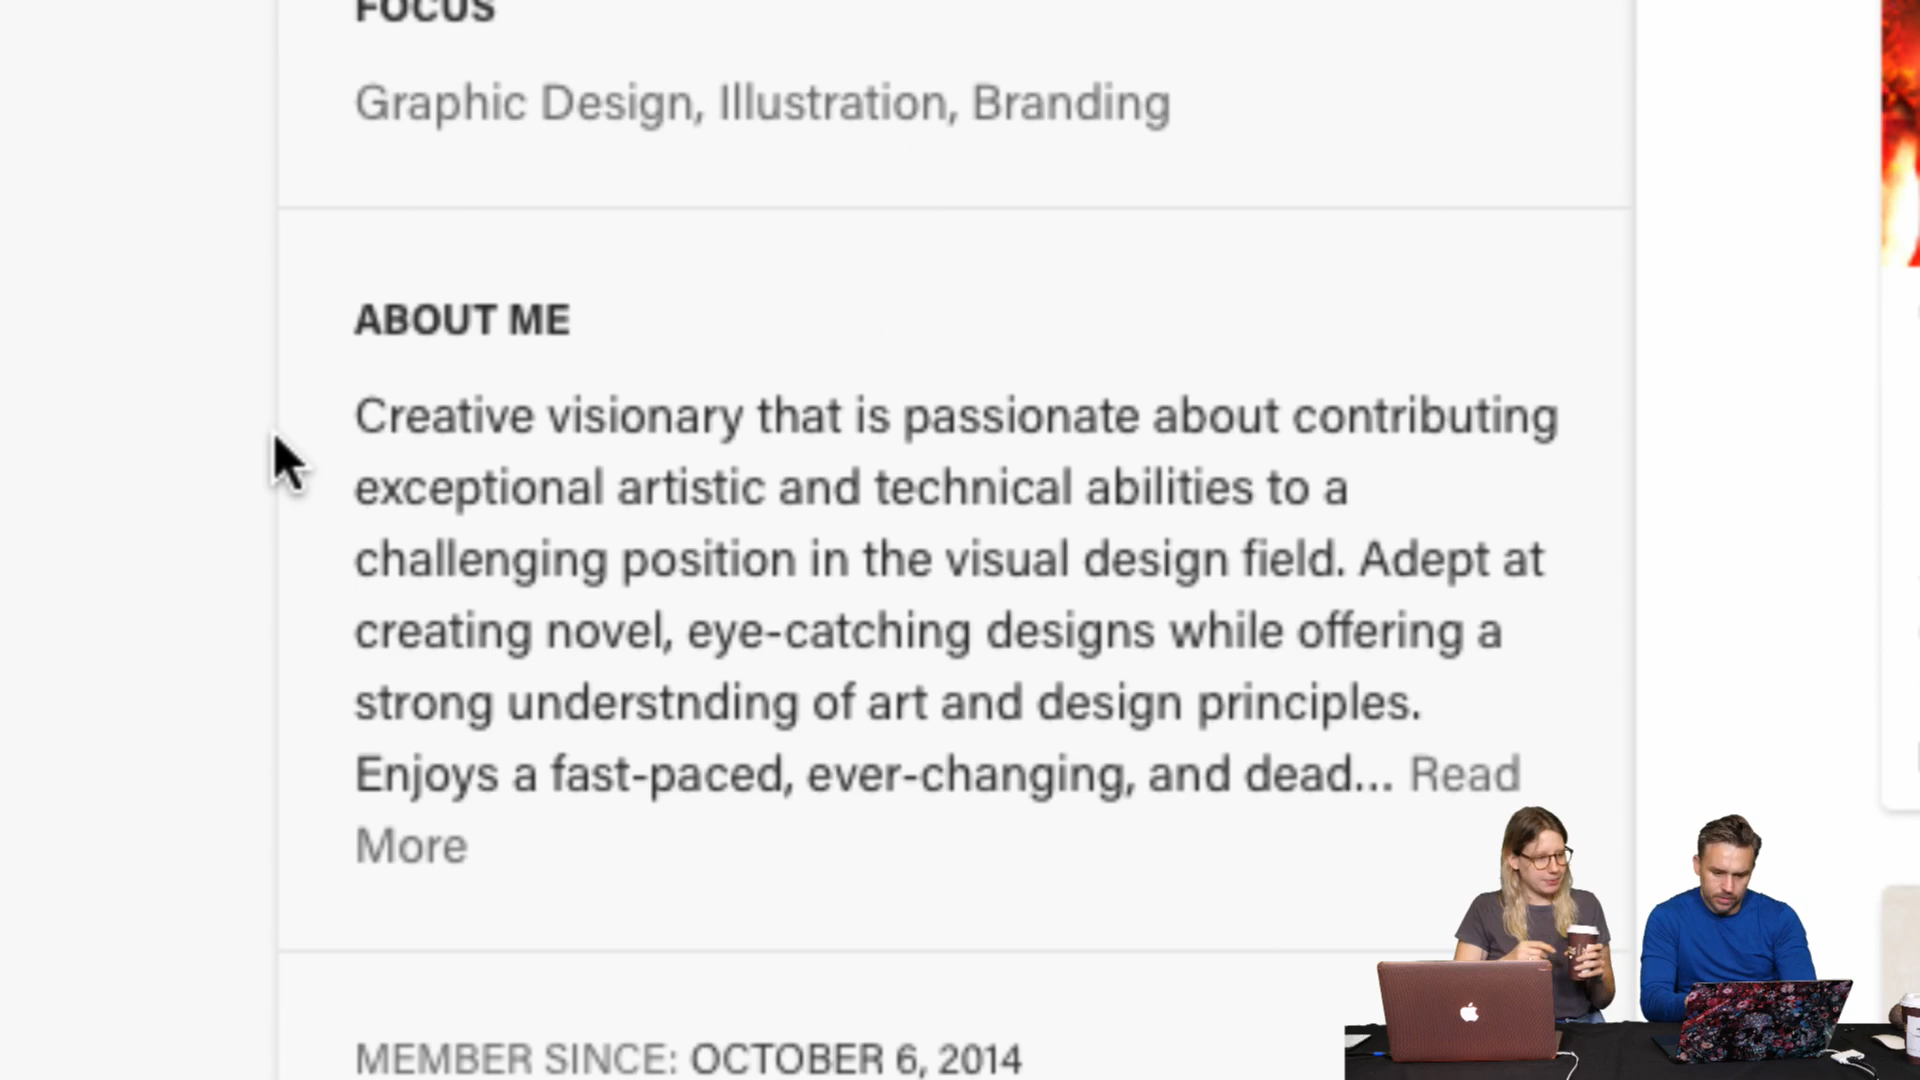 FOCUS
Graphic Design, Illustration, Branding
ABOUT ME
Creative visionary that is passionate about contributing
exceptional artistic and technical abilities to a
challenging position in the visual design field. Adept at
creating novel, eye-catching designs while offering a
strong understnding of art and design principles.
Enjoys a fast-paced, ever-changing, and dead... Read
More
MEMBER SINCE: OCTOBER 6, 2014